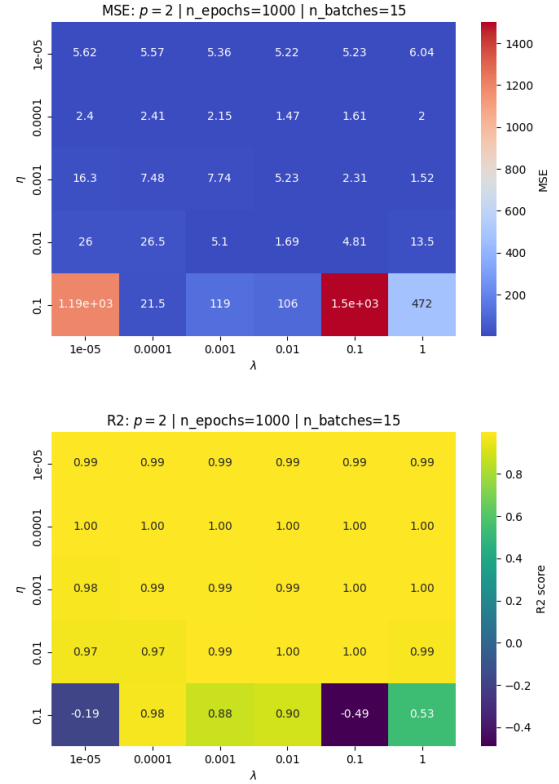 MSE: p = 2 | n_epochs=1000 | n_batches=15
1e-05 5.62 5.57 5.36 5.22 5.23 6.04
0.0001 2.4 2.41 2.15 1.47 1.61 2
0.001 16.3 7.48 7.74 5.23 2.31 1.52
0.01 26 26.5 5.1 1.69 4.81 13.5
0.1 1.19e+03 21.5 119 106 1.5e+03 472
η
1e-05 0.0001 0.001 0.01 0.1 1
λ
1400
1200
1000
800
600
400
200
MSE
R2: p = 2 | n_epochs=1000 | n_batches=15
1e-05 0.99 0.99 0.99 0.99 0.99 0.99
0.0001 1.00 1.00 1.00 1.00 1.00 1.00
0.001 0.98 0.99 0.99 0.99 1.00 1.00
0.01 0.97 0.97 0.99 1.00 1.00 0.99
0.1 -0.19 0.98 0.88 0.90 -0.49 0.53
η
1e-05 0.0001 0.001 0.01 0.1 1
λ
0.8
0.6
0.4
0.2
0.0
-0.2
-0.4
R2 score